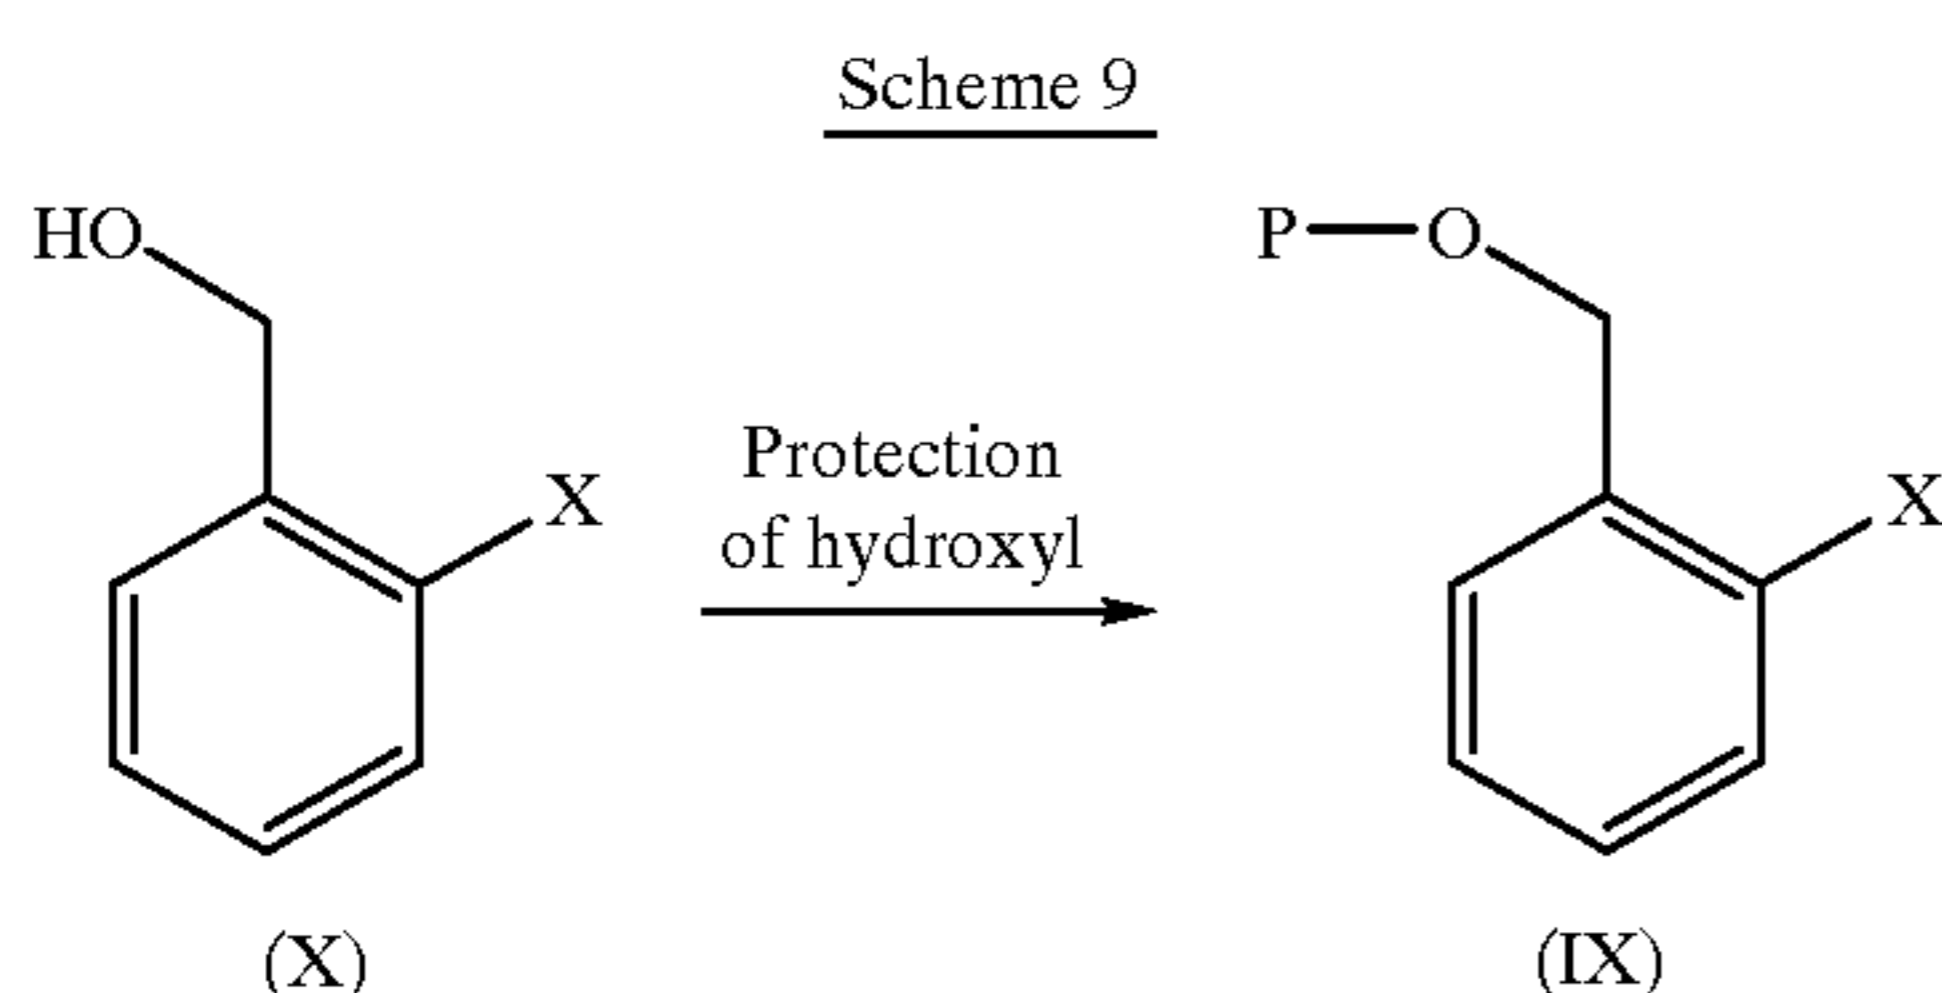 Scheme 9
HO
P—O
X
X
Protection
of hydroxyl
(X)
(IX)